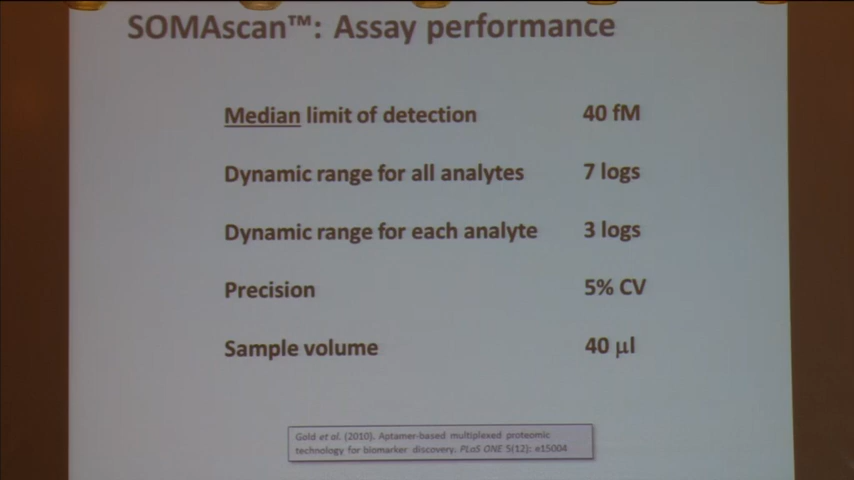 SOMAscan™: Assay performance
Median limit of detection 40 fM
Dynamic range for all analytes 7 logs
Dynamic range for each analyte 3 logs
Precision 5% CV
Sample volume 40 µl
Gold et al. (2010). Aptamer-based multiplexed proteomic
technology for biomarker discovery. PLoS ONE 5(12): e15004